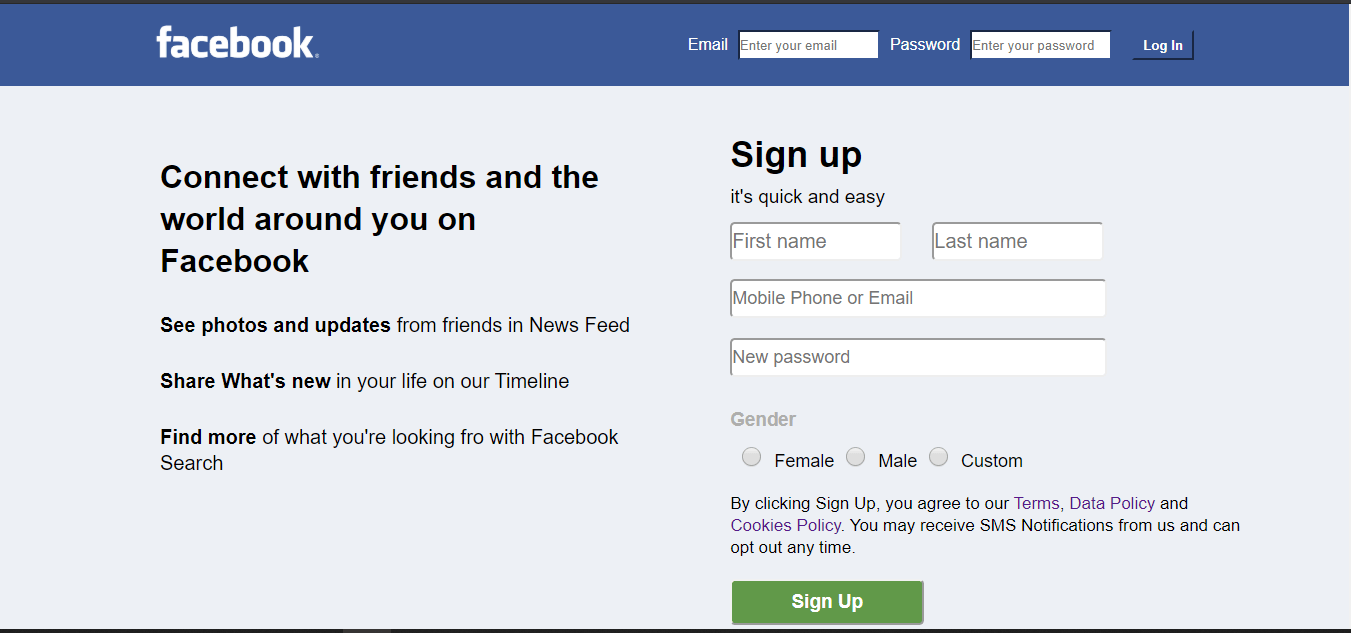 facebook.
Email Enter your email Password Enter your password Log In
Connect with friends and the
world around you on
Facebook
See photos and updates from friends in News Feed
Share What's new in your life on our Timeline
Find more of what you're looking fro with Facebook
Search
Sign up
it's quick and easy
First name Last name
Mobile Phone or Email
New password
Gender
Female Male Custom
By clicking Sign Up, you agree to our Terms, Data Policy and
Cookies Policy. You may receive SMS Notifications from us and can
opt out any time.
Sign Up